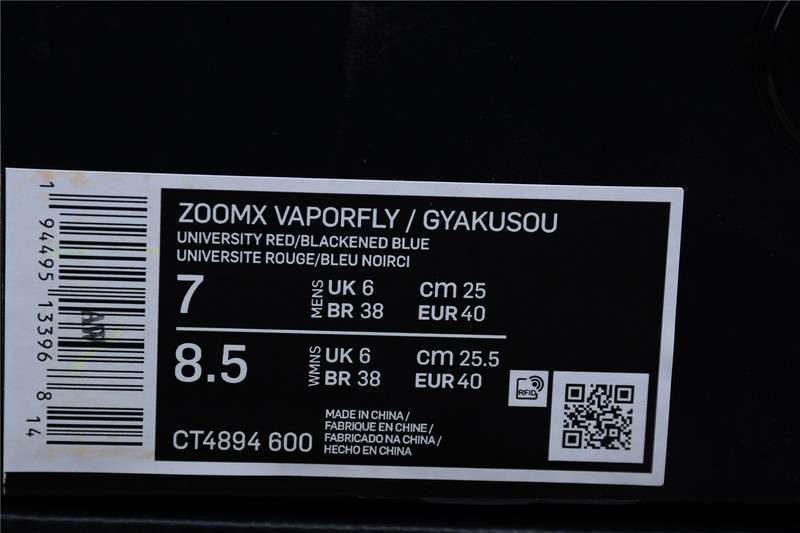 ZOOMX VAPORFLY / GYAKUSOU
UNIVERSITY RED/BLACKENED BLUE
UNIVERSITE ROUGE/BLEU NOIRCI
7 MENS UK 6 cm 25
BR 38 EUR 40
8.5 WMNS UK 6 cm 25.5
BR 38 EUR 40
RFID
CT4894 600
MADE IN CHINA /
FABRIQUE EN CHINE /
FABRICADO NA CHINA /
HECHO EN CHINA
1 94495 13396 8 14